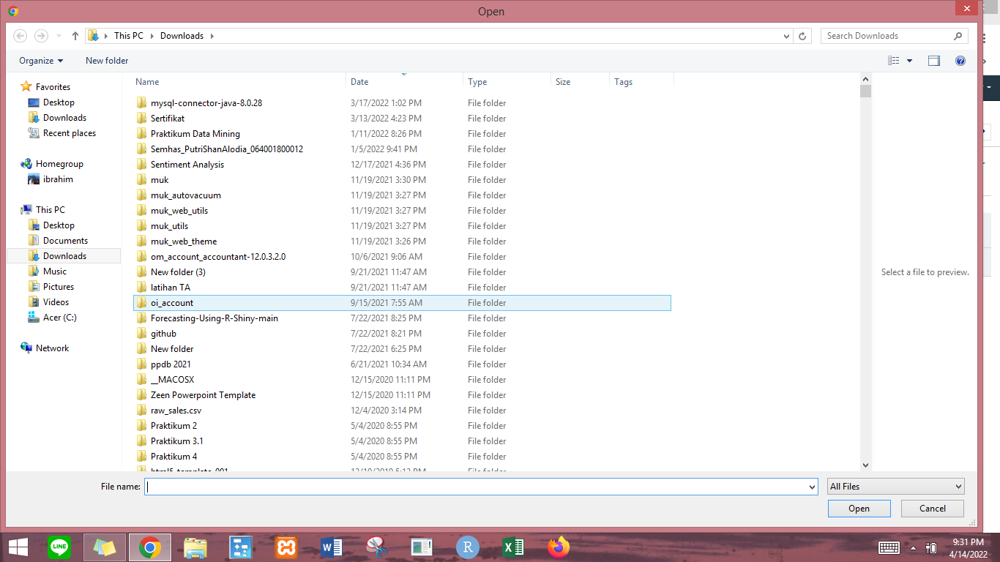 Open
This PC Downloads
Search Downloads
Organize New folder
Name Date Type Size Tags
Favorites
Desktop
Downloads
Recent places
Homegroup
ibrahim
This PC
Desktop
Documents
Downloads
Music
Pictures
Videos
Acer (C:)
Network
mysql-connector-java-8.0.28 3/17/2022 1:02 PM File folder
Sertifikat 3/13/2022 4:23 PM File folder
Praktikum Data Mining 1/11/2022 8:26 PM File folder
Semhas_PutriShanAlodia_064001800012 1/5/2022 9:41 PM File folder
Sentiment Analysis 12/17/2021 4:36 PM File folder
muk 11/19/2021 3:30 PM File folder
muk_autovacuum 11/19/2021 3:27 PM File folder
muk_web_utils 11/19/2021 3:27 PM File folder
muk_utils 11/19/2021 3:27 PM File folder
muk_web_theme 11/19/2021 3:26 PM File folder
om_account_accountant-12.0.3.2.0 10/6/2021 9:06 AM File folder
New folder (3) 9/21/2021 11:47 AM File folder
latihan TA 9/21/2021 11:47 AM File folder
oi_account 9/15/2021 7:55 AM File folder
Forecasting-Using-R-Shiny-main 7/22/2021 8:25 PM File folder
github 7/22/2021 8:21 PM File folder
New folder 7/22/2021 6:25 PM File folder
ppdb 2021 6/21/2021 10:34 AM File folder
__MACOSX 12/15/2020 11:11 PM File folder
Zeen Powerpoint Template 12/15/2020 11:11 PM File folder
raw_sales.csv 12/4/2020 3:14 PM File folder
Praktikum 2 5/4/2020 8:55 PM File folder
Praktikum 3.1 5/4/2020 8:55 PM File folder
Praktikum 4 5/4/2020 8:55 PM File folder
Select a file to preview.
File name:
All Files
Open Cancel
LINE
R
9:31 PM
4/14/2022